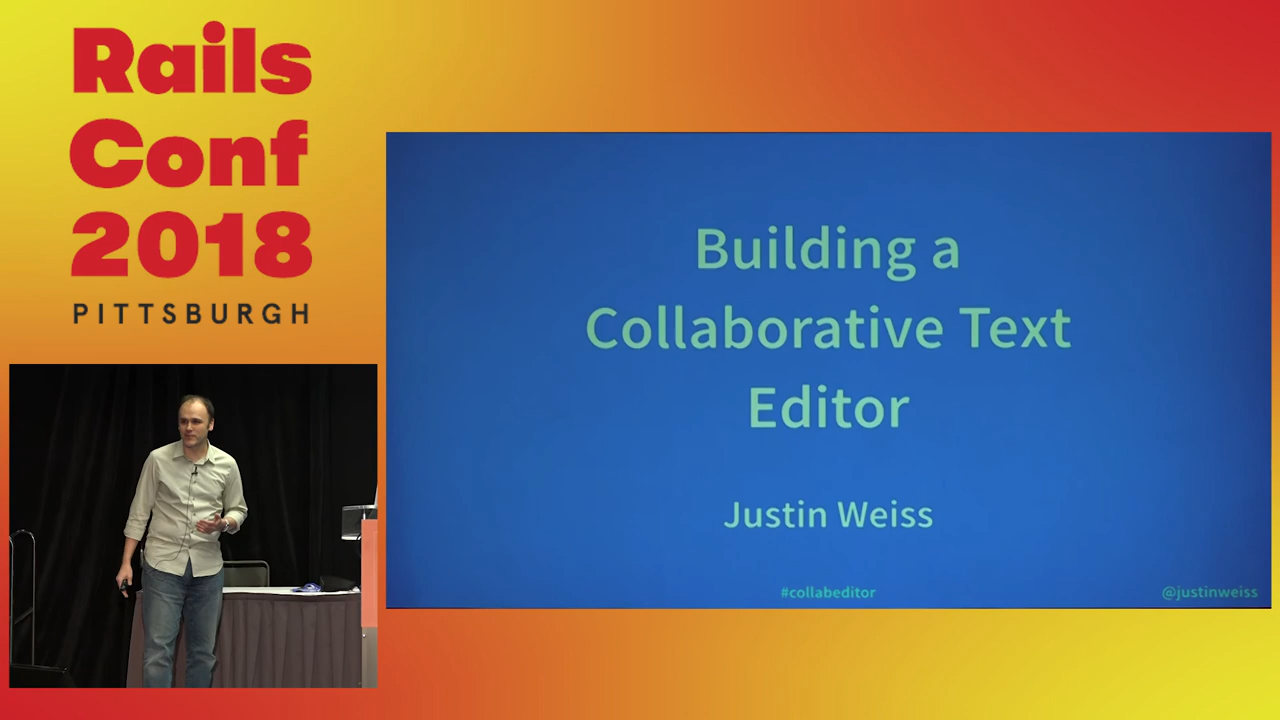 Rails
Conf
2018
PITTSBURGH
Building a
Collaborative Text
Editor
Justin Weiss
#collabeditor
@justinweiss